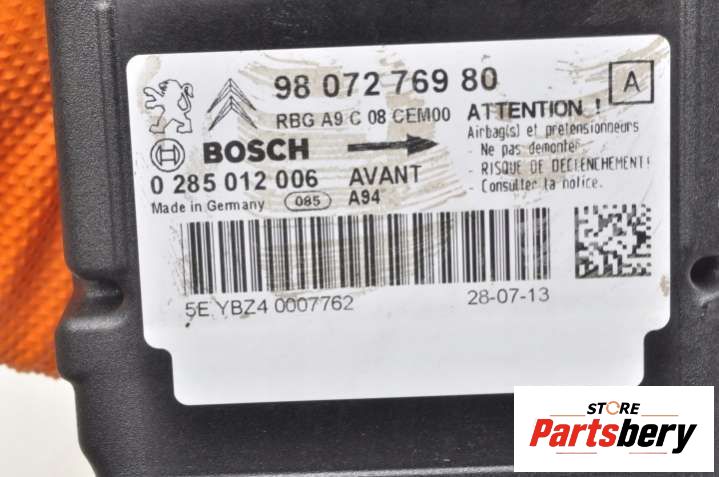 98 072 769 80
A
RBG A9 C 08 CEM00
ATTENTION !
Airbag(s) et prétensionneurs
- Ne pas démonter
- RISQUE DE DECLENCHEMENT!
- Consulter la notice.
BOSCH
0 285 012 006
AVANT
Made in Germany
085
A94
5E YBZ4 0007762
28-07-13
STORE
Partsbery